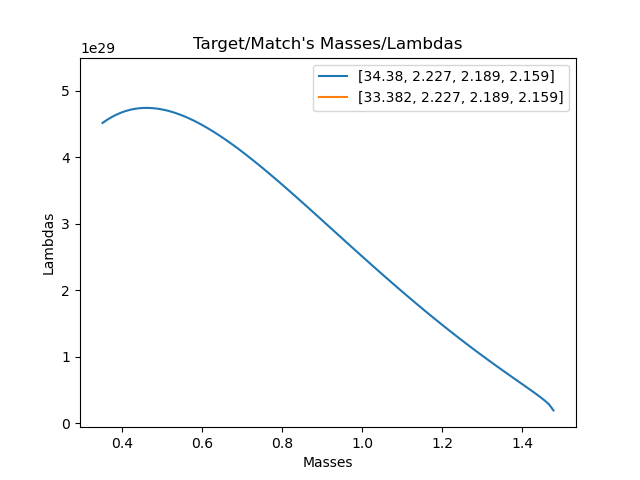 Target/Match's Masses/Lambdas
1e29
[34.38, 2.227, 2.189, 2.159]
[33.382, 2.227, 2.189, 2.159]
5
4
3
2
1
0
Lambdas
0.4 0.6 0.8 1.0 1.2 1.4
Masses